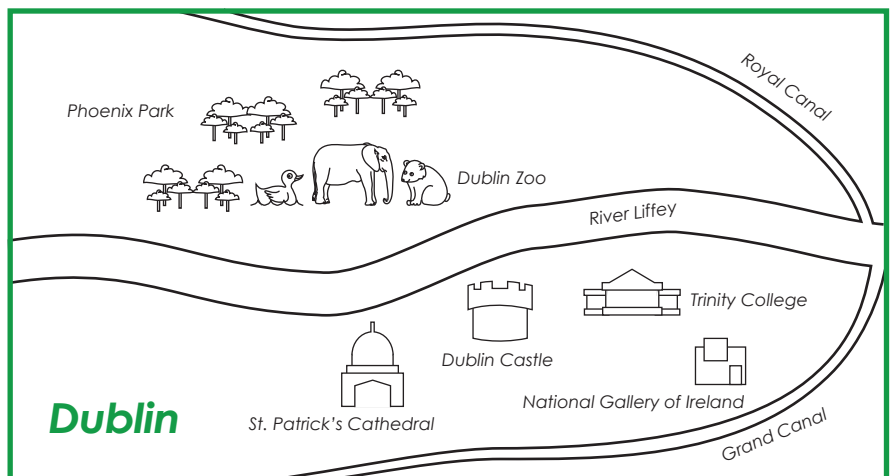 Royal Canal
Phoenix Park
Dublin Zoo
River Liffey
Trinity College
Dublin Castle
National Gallery of Ireland
Dublin
St. Patrick's Cathedral
Grand Canal